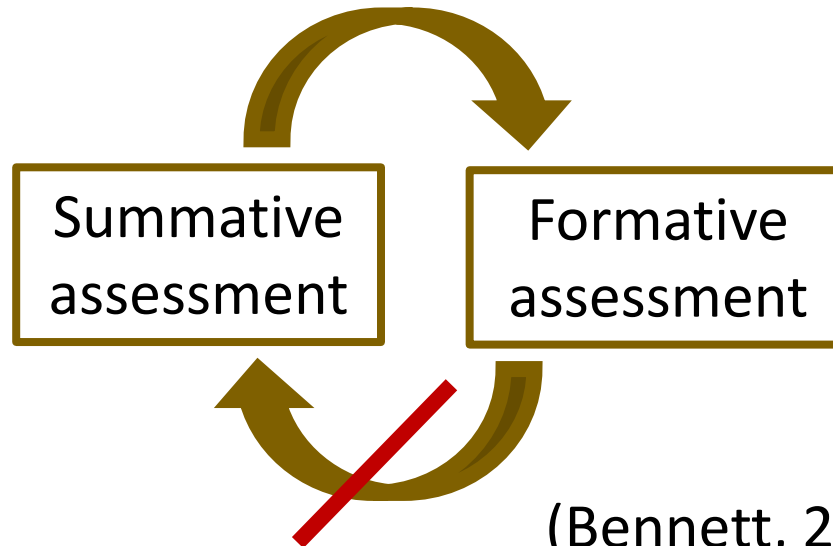 Summative
assessment
Formative
assessment
(Bennett, 2